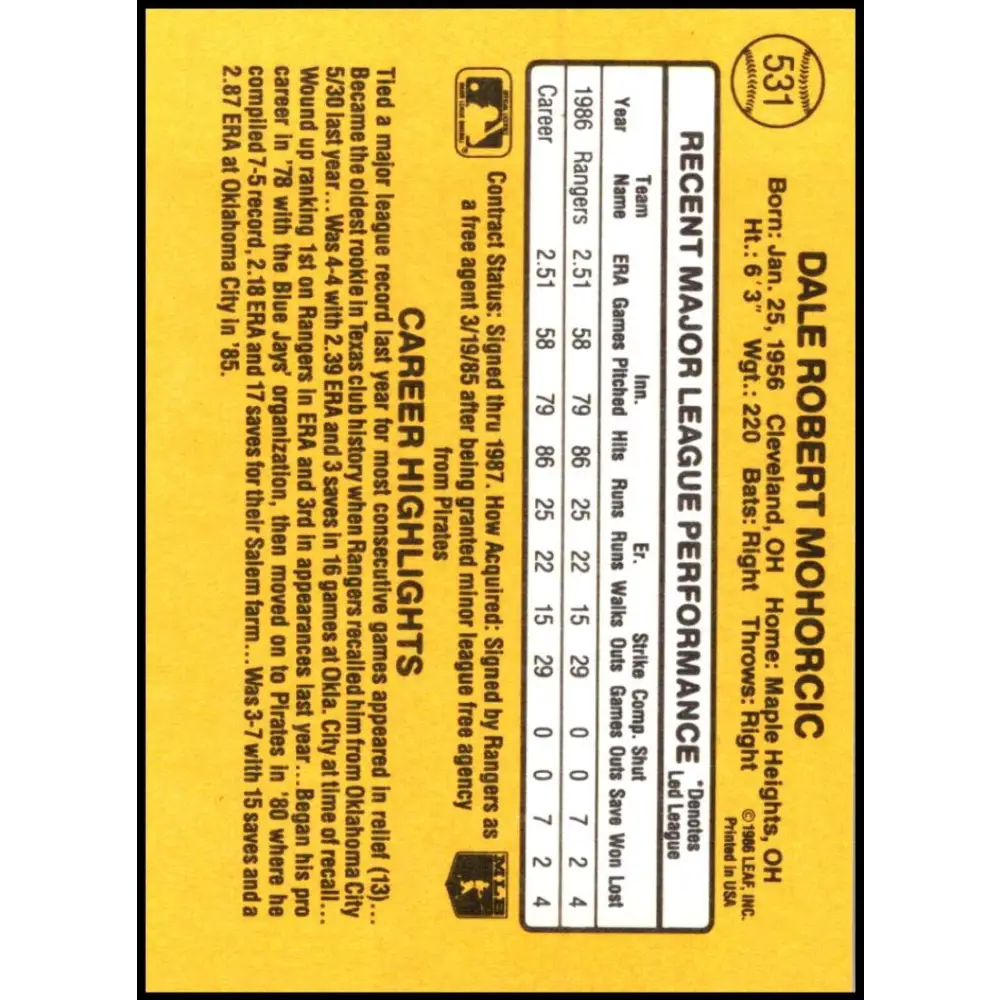 531
DALE ROBERT MOHORCIC
Born: Jan. 25, 1956 Cleveland, OH Home: Maple Heights, OH
Ht.: 6'3" Wgt.: 220 Bats: Right Throws: Right
©1986 LEAF, INC.
Printed in USA
RECENT MAJOR LEAGUE PERFORMANCE
*Denotes
Led League
Team Inn. Er. Strike Comp. Shut
Year Name ERA Games Pitched Hits Runs Runs Walks Outs Games Outs Save Won Lost
1986 Rangers 2.51 58 79 86 25 22 15 29 0 0 7 2 4
Career 2.51 58 79 86 25 22 15 29 0 0 7 2 4
Contract Status: Signed thru 1987. How Acquired: Signed by Rangers as
a free agent 3/19/85 after being granted minor league free agency
from Pirates
MLB
CAREER HIGHLIGHTS
Tied a major league record last year for most consecutive games appeared in relief (13)...
Became the oldest rookie in Texas club history when Rangers recalled him from Oklahoma City
5/30 last year... Was 4-4 with 2.39 ERA and 3 saves in 16 games at Okla. City at time of recall...
Wound up ranking 1st on Rangers in ERA and 3rd in appearances last year... Began his pro
career in '78 with the Blue Jays' organization, then moved on to Pirates in '80 where he
compiled 7-5 record, 2.18 ERA and 17 saves for their Salem farm... Was 3-7 with 15 saves and a
2.87 ERA at Oklahoma City in '85.